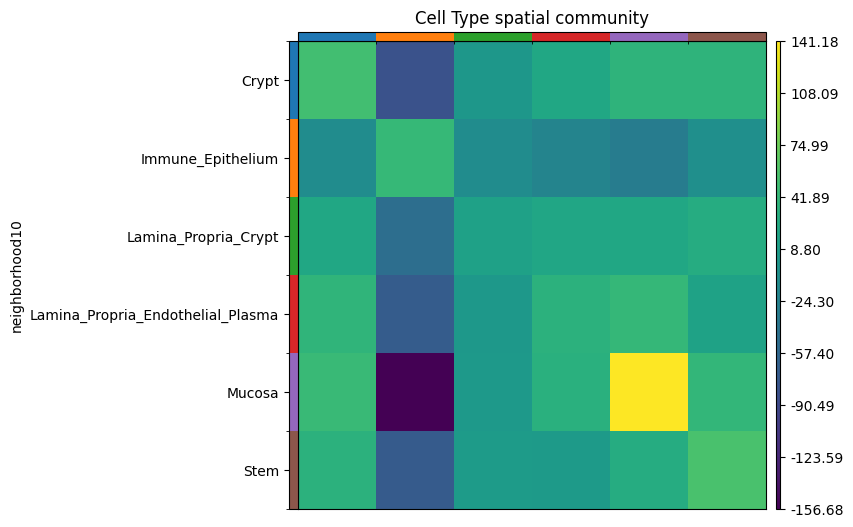 Cell Type spatial community
neighborhood10
Crypt
Immune_Epithelium
Lamina_Propria_Crypt
Lamina_Propria_Endothelial_Plasma
Mucosa
Stem
141.18
108.09
74.99
41.89
8.80
-24.30
-57.40
-90.49
-123.59
-156.68